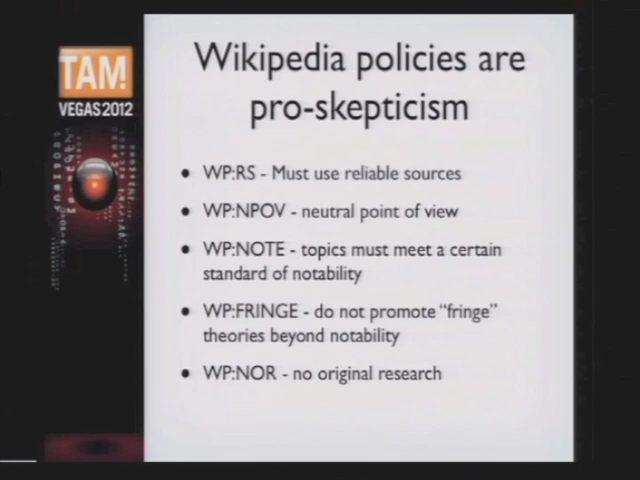 TAM!
VEGAS 2012
Wikipedia policies are
pro-skepticism
• WP:RS - Must use reliable sources
• WP:NPOV - neutral point of view
• WP:NOTE - topics must meet a certain
standard of notability
• WP:FRINGE - do not promote "fringe"
theories beyond notability
• WP:NOR - no original research